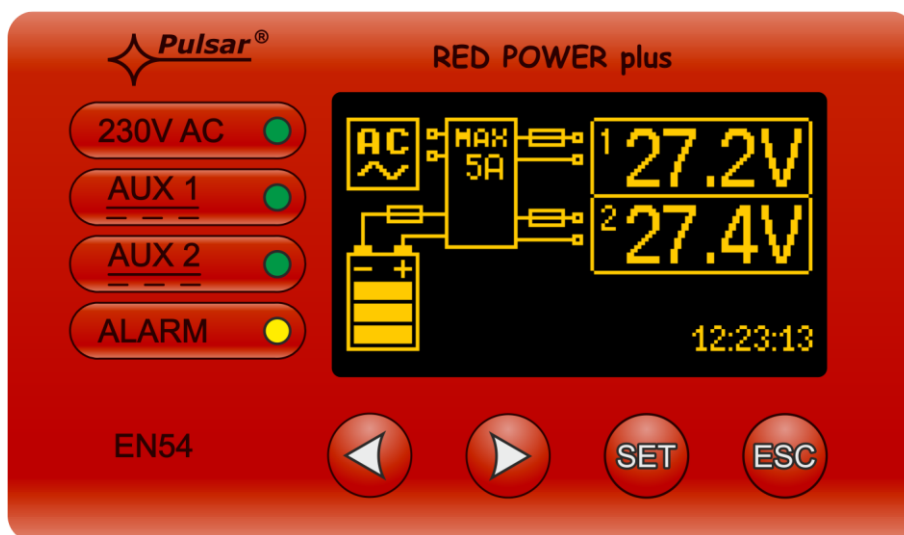 Pulsar®
RED POWER plus
230V AC
AUX 1
AUX 2
ALARM
AC
MAX
5A
1 27.2V
2 27.4V
- +
12:23:13
EN54
SET
ESC